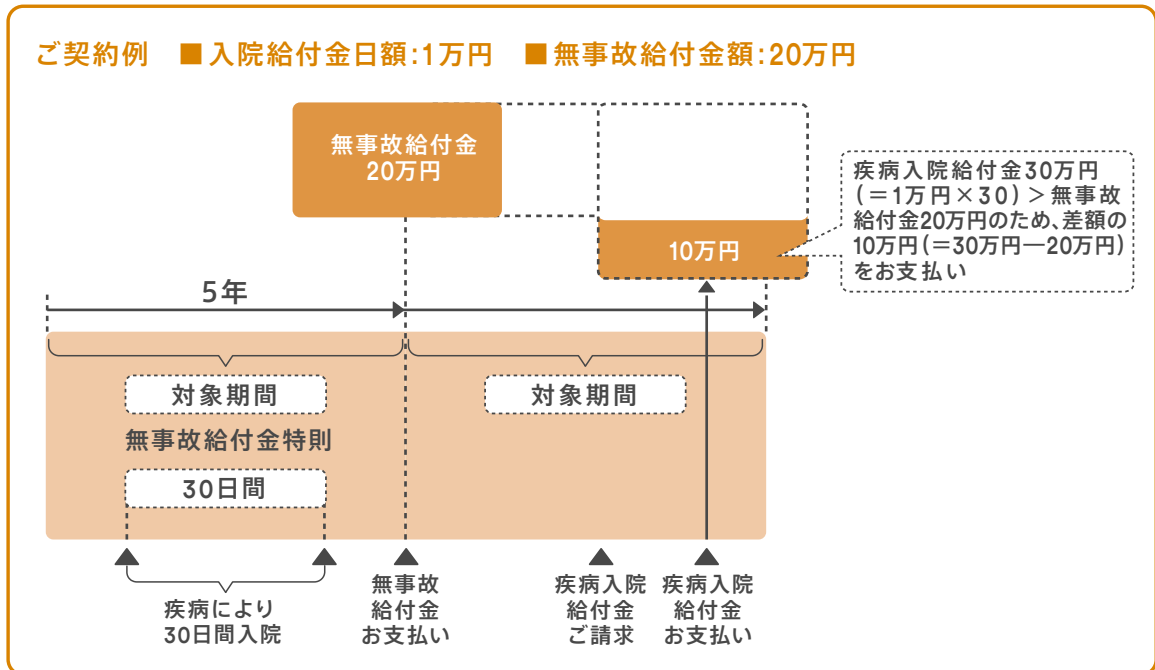 ご契約例 ■入院給付金日額:1万円 ■無事故給付金額:20万円
無事故給付金
20万円
疾病入院給付金30万円
(=1万円×30)>無事故
給付金20万円のため、差額の
10万円(=30万円―20万円)
をお支払い
10万円
5年
対象期間
対象期間
無事故給付金特則
30日間
疾病により
30日間入院
無事故
給付金
お支払い
疾病入院
給付金
ご請求
疾病入院
給付金
お支払い